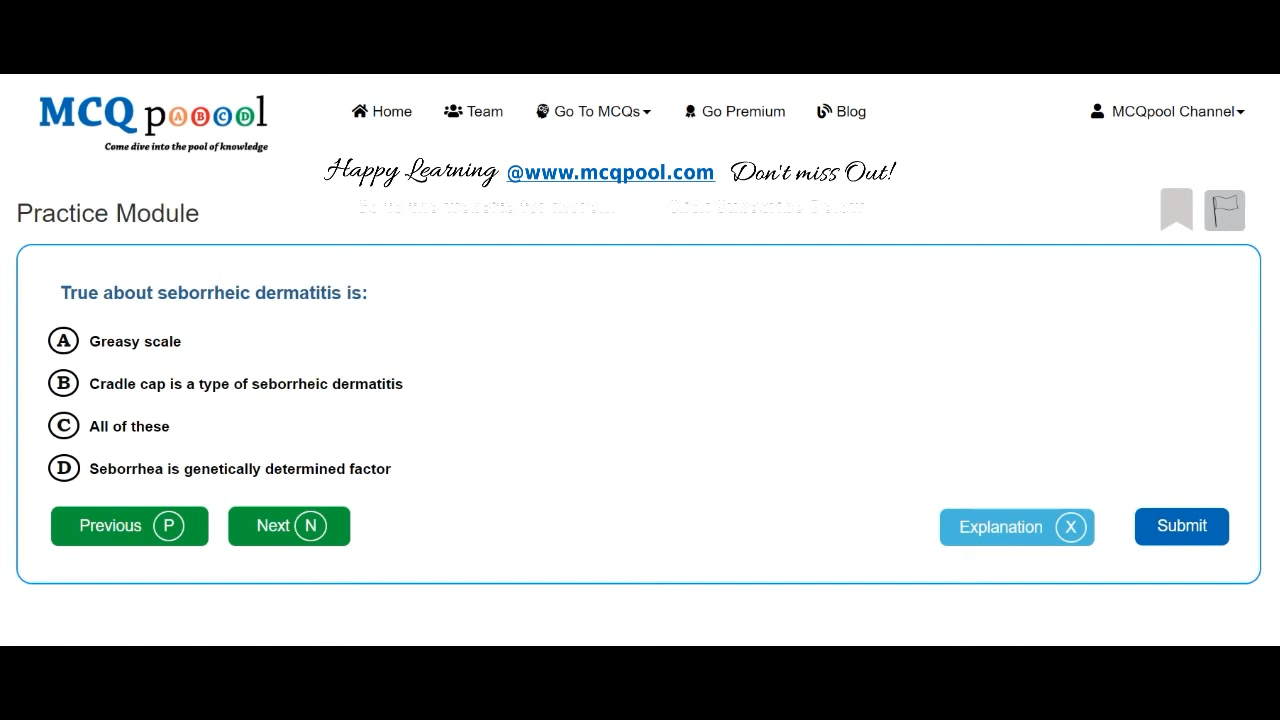 MCQ pooool
Come dive into the pool of knowledge
Home Team Go To MCQs Go Premium Blog MCQpool Channel
Happy Learning @www.mcqpool.com Don't miss Out!
Practice Module
True about seborrheic dermatitis is:
A Greasy scale
B Cradle cap is a type of seborrheic dermatitis
C All of these
D Seborrhea is genetically determined factor
Previous P Next N Explanation X Submit